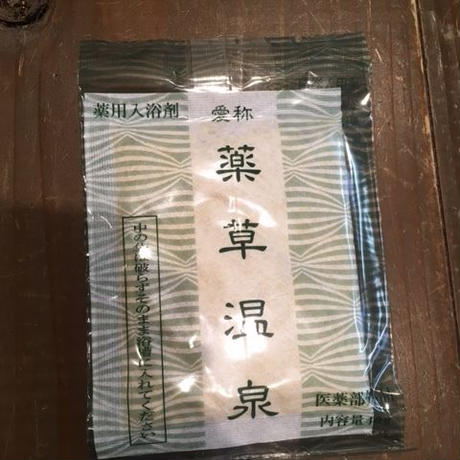 薬用入浴剤
愛称
薬草温泉
中の袋は破らずそのまま浴槽に入れてください
医薬部外品
内容量